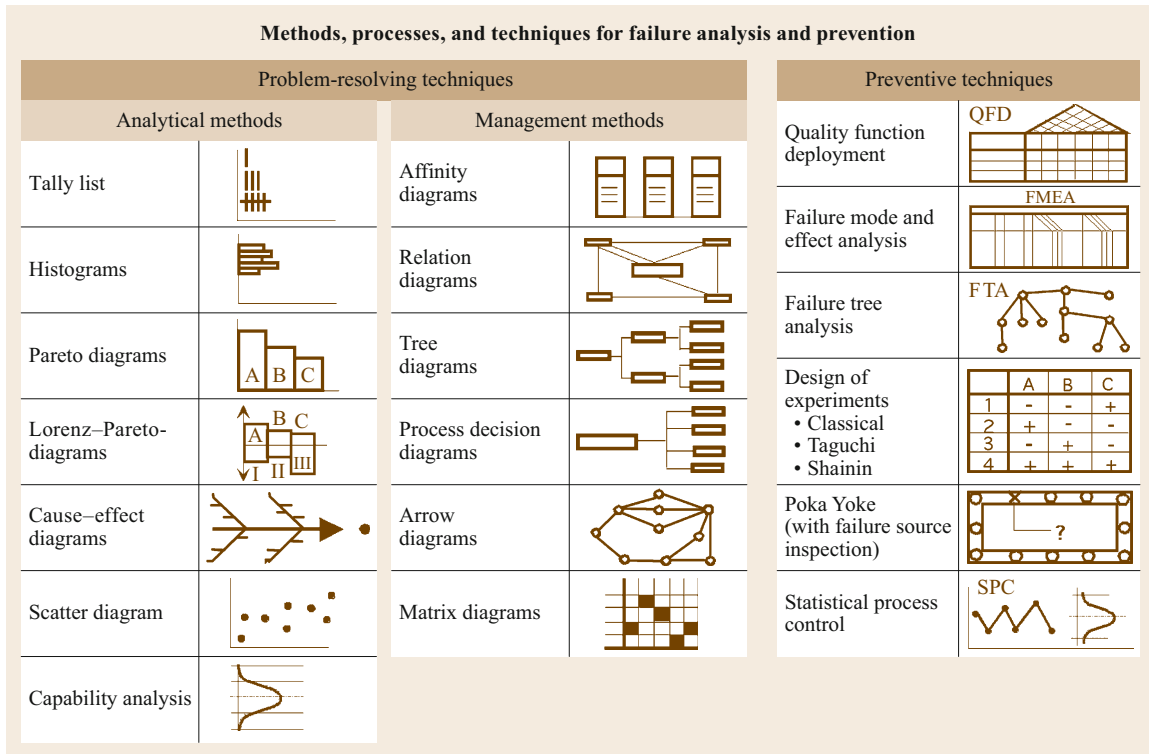 Methods, processes, and techniques for failure analysis and prevention
Problem-resolving techniques
Analytical methods
Tally list
Histograms
Pareto diagrams
A B C
Lorenz–Pareto-
diagrams
A B C
I II III
Cause–effect
diagrams
Scatter diagram
Capability analysis
Management methods
Affinity
diagrams
Relation
diagrams
Tree
diagrams
Process decision
diagrams
Arrow
diagrams
Matrix diagrams
Preventive techniques
Quality function
deployment
QFD
Failure mode and
effect analysis
FMEA
Failure tree
analysis
FTA
Design of
experiments
• Classical
• Taguchi
• Shainin
A B C
1 - - +
2 + - -
3 - + -
4 + + +
Poka Yoke
(with failure source
inspection)
?
Statistical process
control
SPC